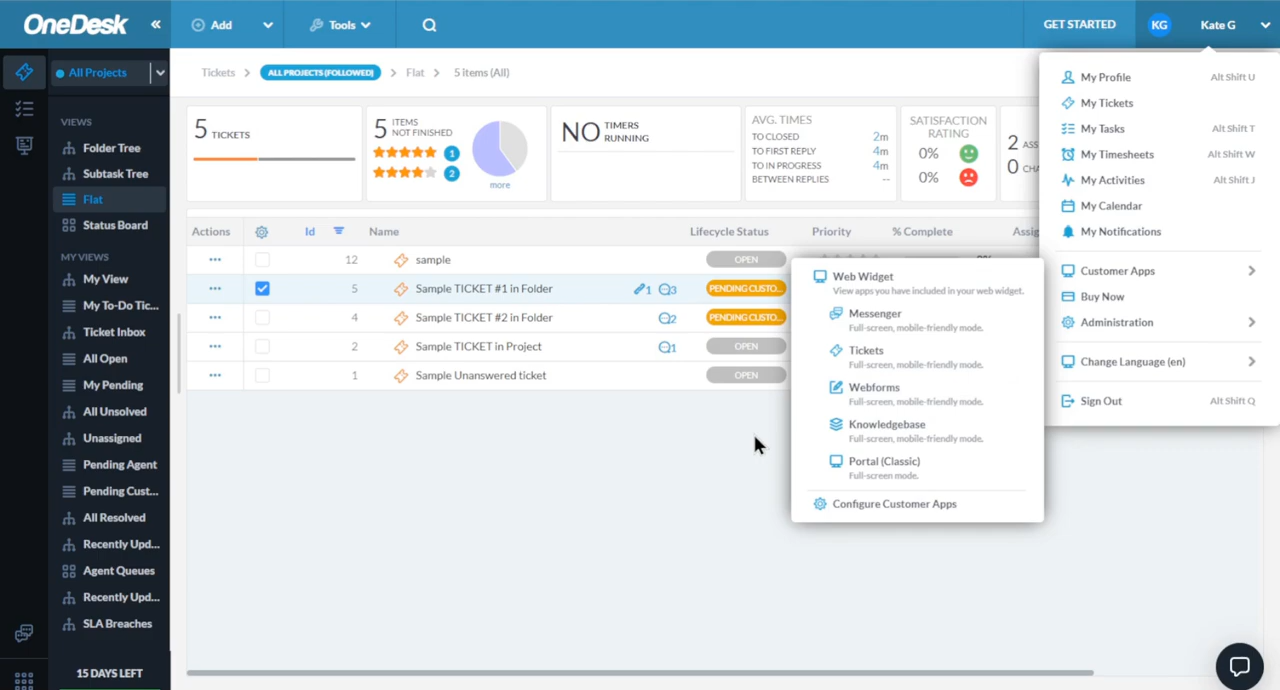 OneDesk
Add
Tools
GET STARTED
KG
Kate G
All Projects
Tickets
ALL PROJECTS (FOLLOWED)
Flat
5 items (All)
VIEWS
Folder Tree
Subtask Tree
Flat
Status Board
MY VIEWS
My View
My To-Do Tic...
Ticket Inbox
All Open
My Pending
All Unsolved
Unassigned
Pending Agent
Pending Cust...
All Resolved
Recently Upd...
Agent Queues
Recently Upd...
SLA Breaches
15 DAYS LEFT
5 TICKETS
5 ITEMS
NOT FINISHED
1
2
more
NO TIMERS
RUNNING
AVG. TIMES
TO CLOSED 2m
TO FIRST REPLY 4m
TO IN PROGRESS 4m
BETWEEN REPLIES --
SATISFACTION
RATING
0%
0%
2 ASS
0 CHA
Actions Id Name Lifecycle Status Priority % Complete Assig
12 sample OPEN
5 Sample TICKET #1 in Folder 1 3 PENDING CUSTO...
4 Sample TICKET #2 in Folder 2 PENDING CUSTO...
2 Sample TICKET in Project 1 OPEN
1 Sample Unanswered ticket OPEN
Web Widget
View apps you have included in your web widget.
Messenger
Full-screen, mobile-friendly mode.
Tickets
Full-screen, mobile-friendly mode.
Webforms
Full-screen, mobile-friendly mode.
Knowledgebase
Full-screen, mobile-friendly mode.
Portal (Classic)
Full-screen mode.
Configure Customer Apps
My Profile Alt Shift U
My Tickets
My Tasks Alt Shift T
My Timesheets Alt Shift W
My Activities Alt Shift J
My Calendar
My Notifications
Customer Apps
Buy Now
Administration
Change Language (en)
Sign Out Alt Shift Q